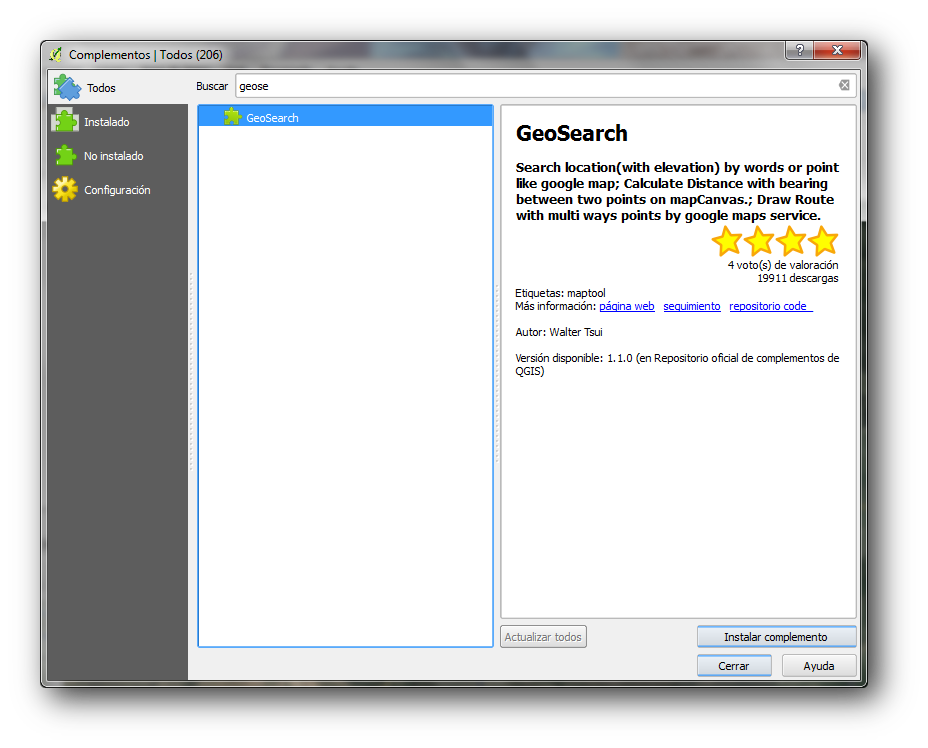 Complementos | Todos (206)
?
Todos
Instalado
No instalado
Configuración
Buscar
geose
GeoSearch
GeoSearch
Search location(with elevation) by words or point
like google map; Calculate Distance with bearing
between two points on mapCanvas.; Draw Route
with multi ways points by google maps service.
4 voto(s) de valoración
19911 descargas
Etiquetas: maptool
Más información: página web seguimiento repositorio code
Autor: Walter Tsui
Versión disponible: 1.1.0 (en Repositorio oficial de complementos de
QGIS)
Actualizar todos
Instalar complemento
Cerrar
Ayuda